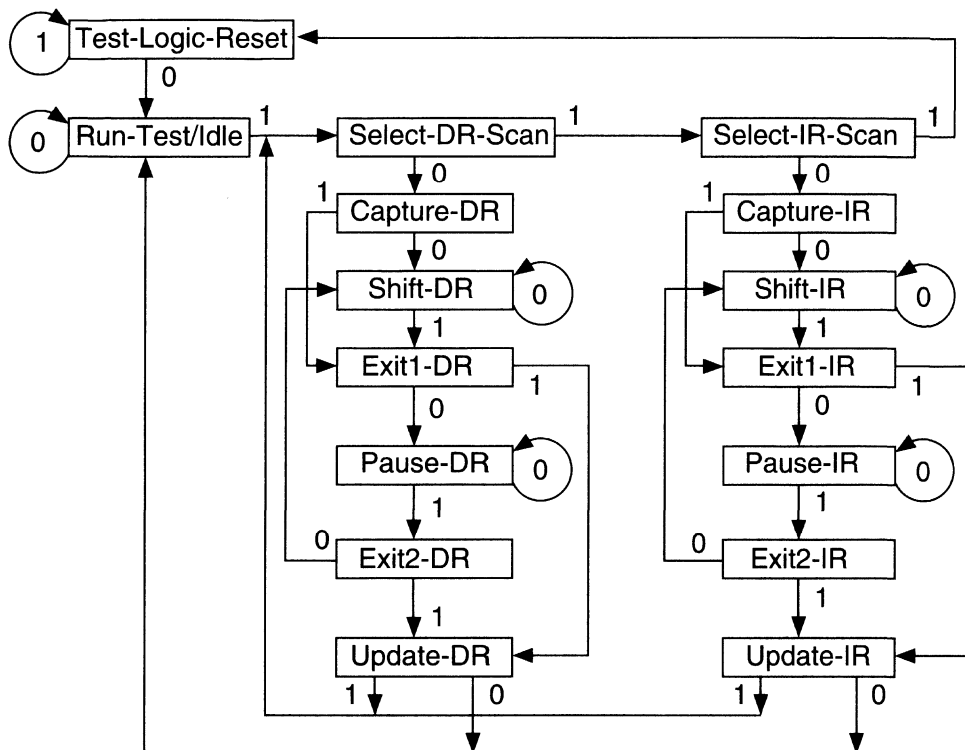 1 Test-Logic-Reset
0
0 Run-Test/Idle 1 Select-DR-Scan 1 Select-IR-Scan 1
0 0
1 1
Capture-DR Capture-IR
0 0
Shift-DR 0 Shift-IR 0
1 1
Exit1-DR 1 Exit1-IR 1
0 0
Pause-DR 0 Pause-IR 0
1 1
0 Exit2-DR 0 Exit2-IR
1 1
Update-DR Update-IR
1 0 1 0